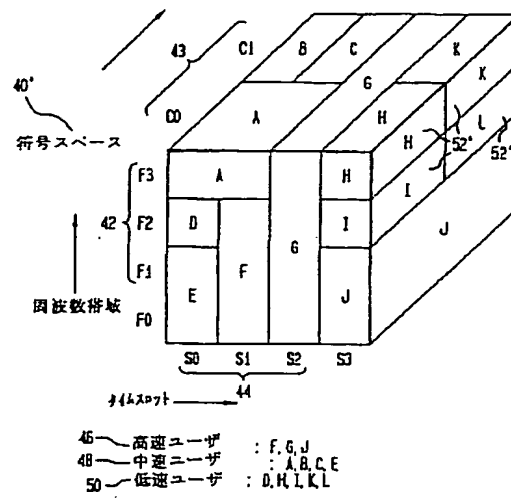 43
C1
B
C
K
K
G
40'
C0
A
H
L
符号スペース
H
52'
52'
F3
A
H
I
42
F2
D
I
G
J
F1
F
E
J
周波数帯域
F0
S0 S1 S2 S3
タイムスロット
44
46 高速ユーザ : F, G, J
48 中速ユーザ : A, B, C, E
50 低速ユーザ : D, H, I, K, L